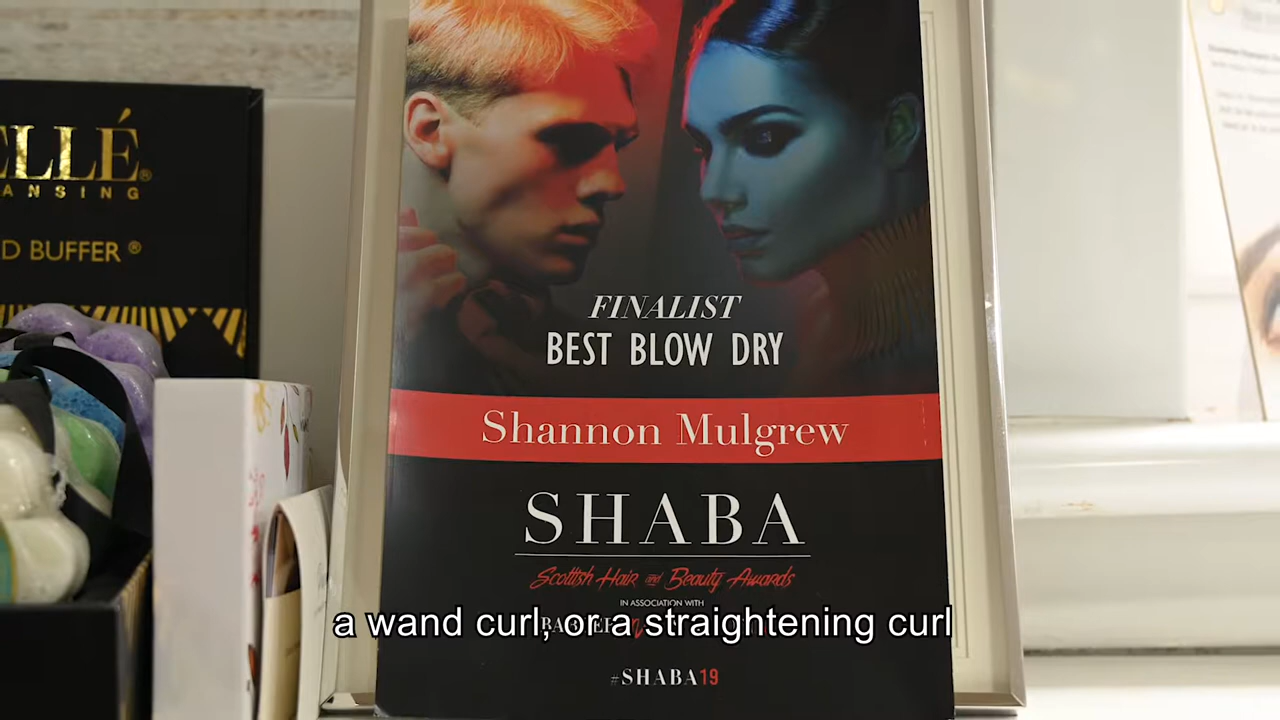 ELLÉ®
ANSING
D BUFFER®
FINALIST
BEST BLOW DRY
Shannon Mulgrew
SHABA
Scottish Hair and Beauty Awards
IN ASSOCIATION WITH
a wand curl, or a straightening curl
#SHABA19